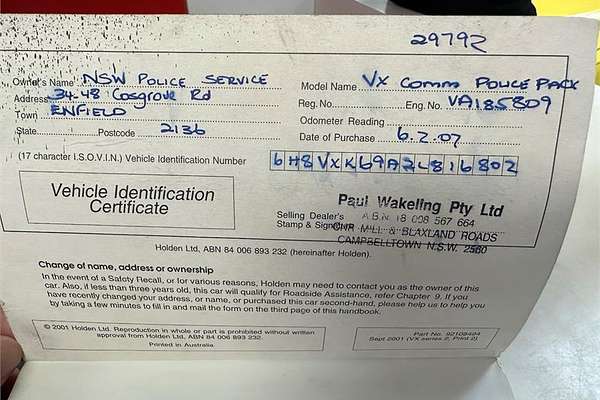 29792
Owner's Name NSW POLICE SERVICE
Model Name VX COMM POLICE PACK
Address 34-48 Cosgrove Rd
Reg. No. Eng. No. VA185809
Town ENFIELD
Odometer Reading
State Postcode 2136
Date of Purchase 6.2.02
(17 character I.S.O V.I.N.) Vehicle Identification Number 6H8VXK69A2L816802
Vehicle Identification
Certificate
Selling Dealer's
Stamp & Signature
Paul Wakeling Pty Ltd
A.B.N. 18 008 567 664
CNR MILL & BLAXLAND ROADS
CAMPBELLTOWN N.S.W. 2560
Holden Ltd, ABN 84 006 893 232 (hereinafter Holden).
Change of name, address or ownership
In the event of a Safety Recall, or for various reasons, Holden may need to contact you as the owner of this
car. Also, if less than three years old, this car will qualify for Roadside Assistance, refer Chapter 9. If you
have recently changed your address, or name, or purchased this car second-hand, please help us to help you
by taking a few minutes to fill in and mail the form on the third page of this handbook.
© 2001 Holden Ltd. Reproduction in whole or part is prohibited without written
approval from Holden Ltd, ABN 84 006 893 232.
Printed in Australia.
Part No. 92109494
Sept 2001 (VX series 2, Print 2)